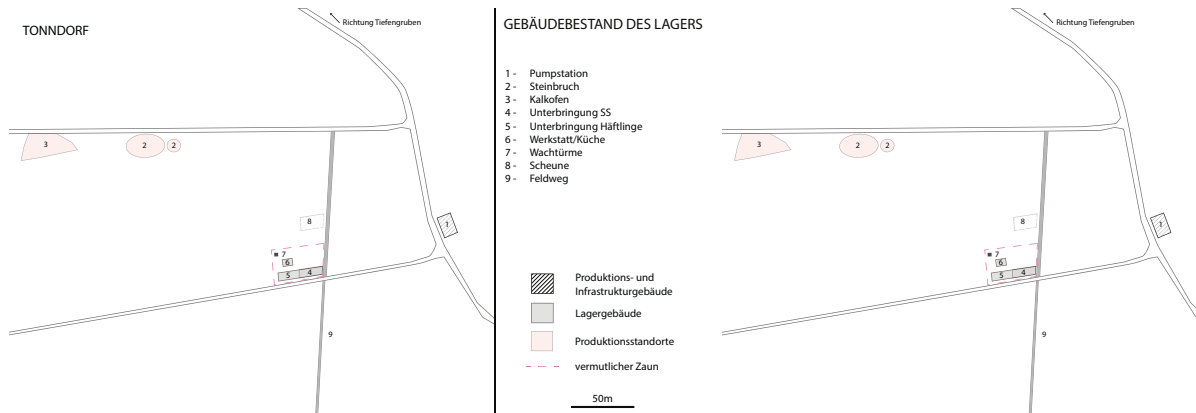 TONNDORF
Richtung Tiefengruben
3
2
2
8
1
7
6
5
4
9
GEBÄUDEBESTAND DES LAGERS
1 - Pumpstation
2 - Steinbruch
3 - Kalkofen
4 - Unterbringung SS
5 - Unterbringung Häftlinge
6 - Werkstatt/Küche
7 - Wachtürme
8 - Scheune
9 - Feldweg
Produktions- und
Infrastrukturgebäude
Lagergebäude
Produktionsstandorte
vermutlicher Zaun
50m
Richtung Tiefengruben
3
2
2
8
1
7
6
5
4
9